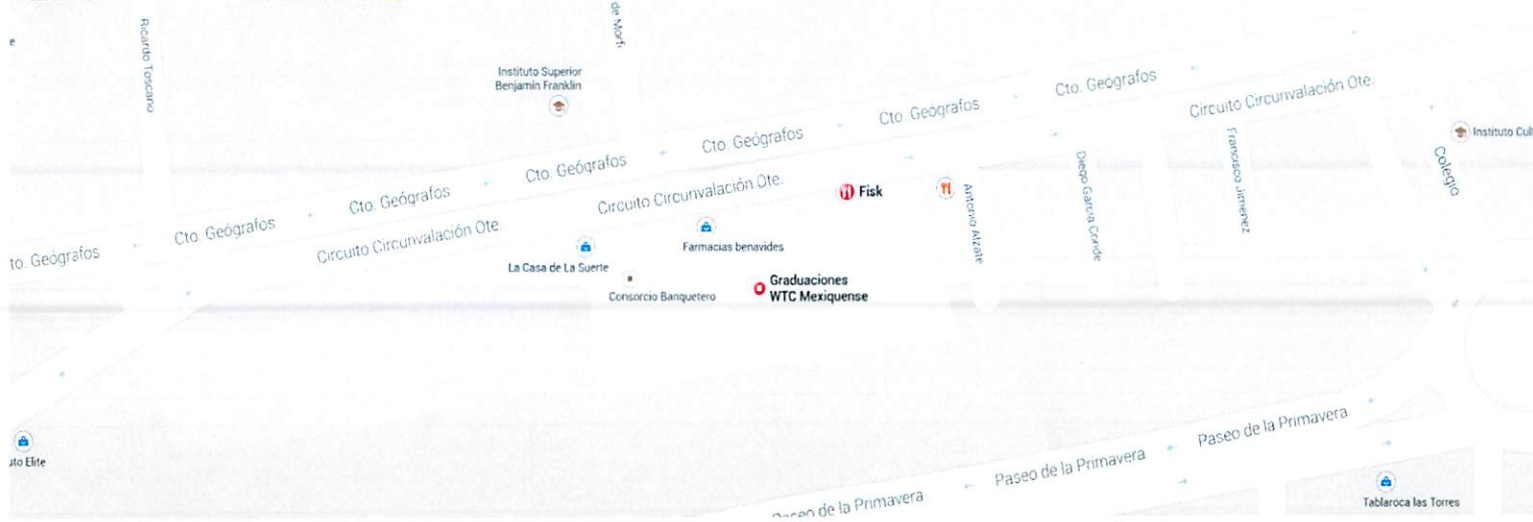 Ricardo Toscano
de Morfi
Instituto Superior
Benjamín Franklin
Cto. Geógrafos
Circuito Circunvalación Ote.
Cto. Geógrafos
Cto. Geógrafos
Cto. Geógrafos
Instituto Cul
Francisco Jiménez
Diego García Conde
Colegio
Cto. Geógrafos
Circuito Circunvalación Ote.
Fisk
Antonio Alzate
Cto. Geógrafos
Circuito Circunvalación Ote.
Farmacias benavides
to. Geógrafos
La Casa de La Suerte
Graduaciones
WTC Mexiquense
Consorcio Banquetero
Paseo de la Primavera
uto Elite
Paseo de la Primavera
Paseo de la Primavera
Tablaroca las Torres